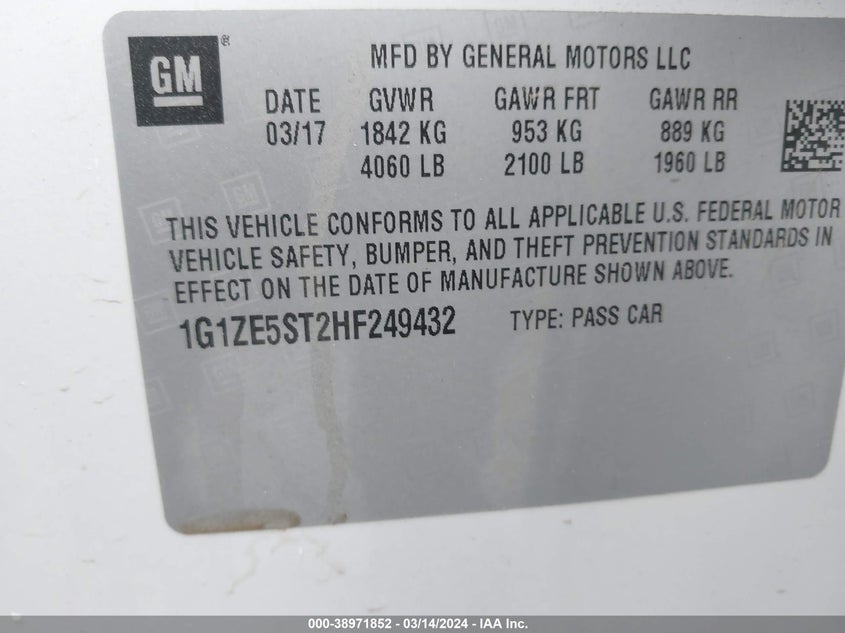 GM®
MFD BY GENERAL MOTORS LLC
DATE GVWR GAWR FRT GAWR RR
03/17 1842 KG 953 KG 889 KG
4060 LB 2100 LB 1960 LB
THIS VEHICLE CONFORMS TO ALL APPLICABLE U.S. FEDERAL MOTOR
VEHICLE SAFETY, BUMPER, AND THEFT PREVENTION STANDARDS IN
EFFECT ON THE DATE OF MANUFACTURE SHOWN ABOVE.
1G1ZE5ST2HF249432 TYPE: PASS CAR
000-38971852 - 03/14/2024 - IAA Inc.